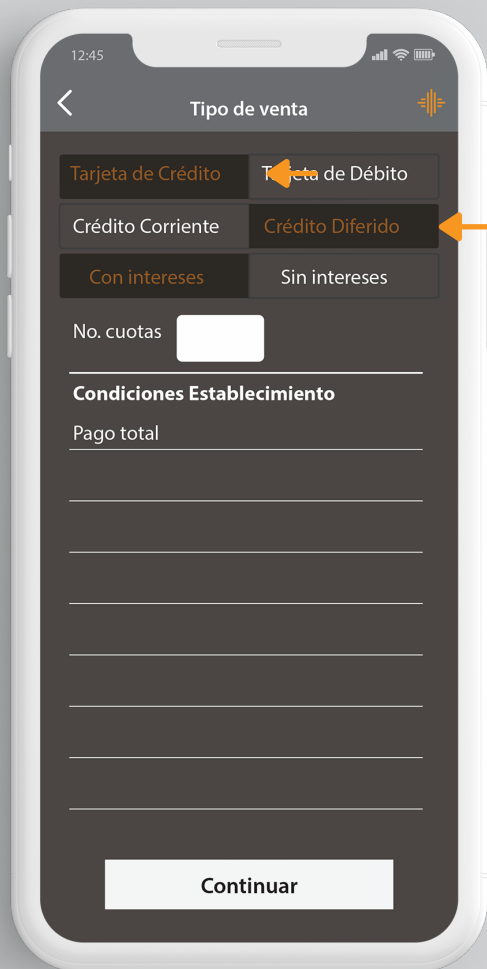 12:45
Tipo de venta
Tarjeta de Crédito Tarjeta de Débito
Crédito Corriente Crédito Diferido
Con intereses Sin intereses
No. cuotas
Condiciones Establecimiento
Pago total
Continuar